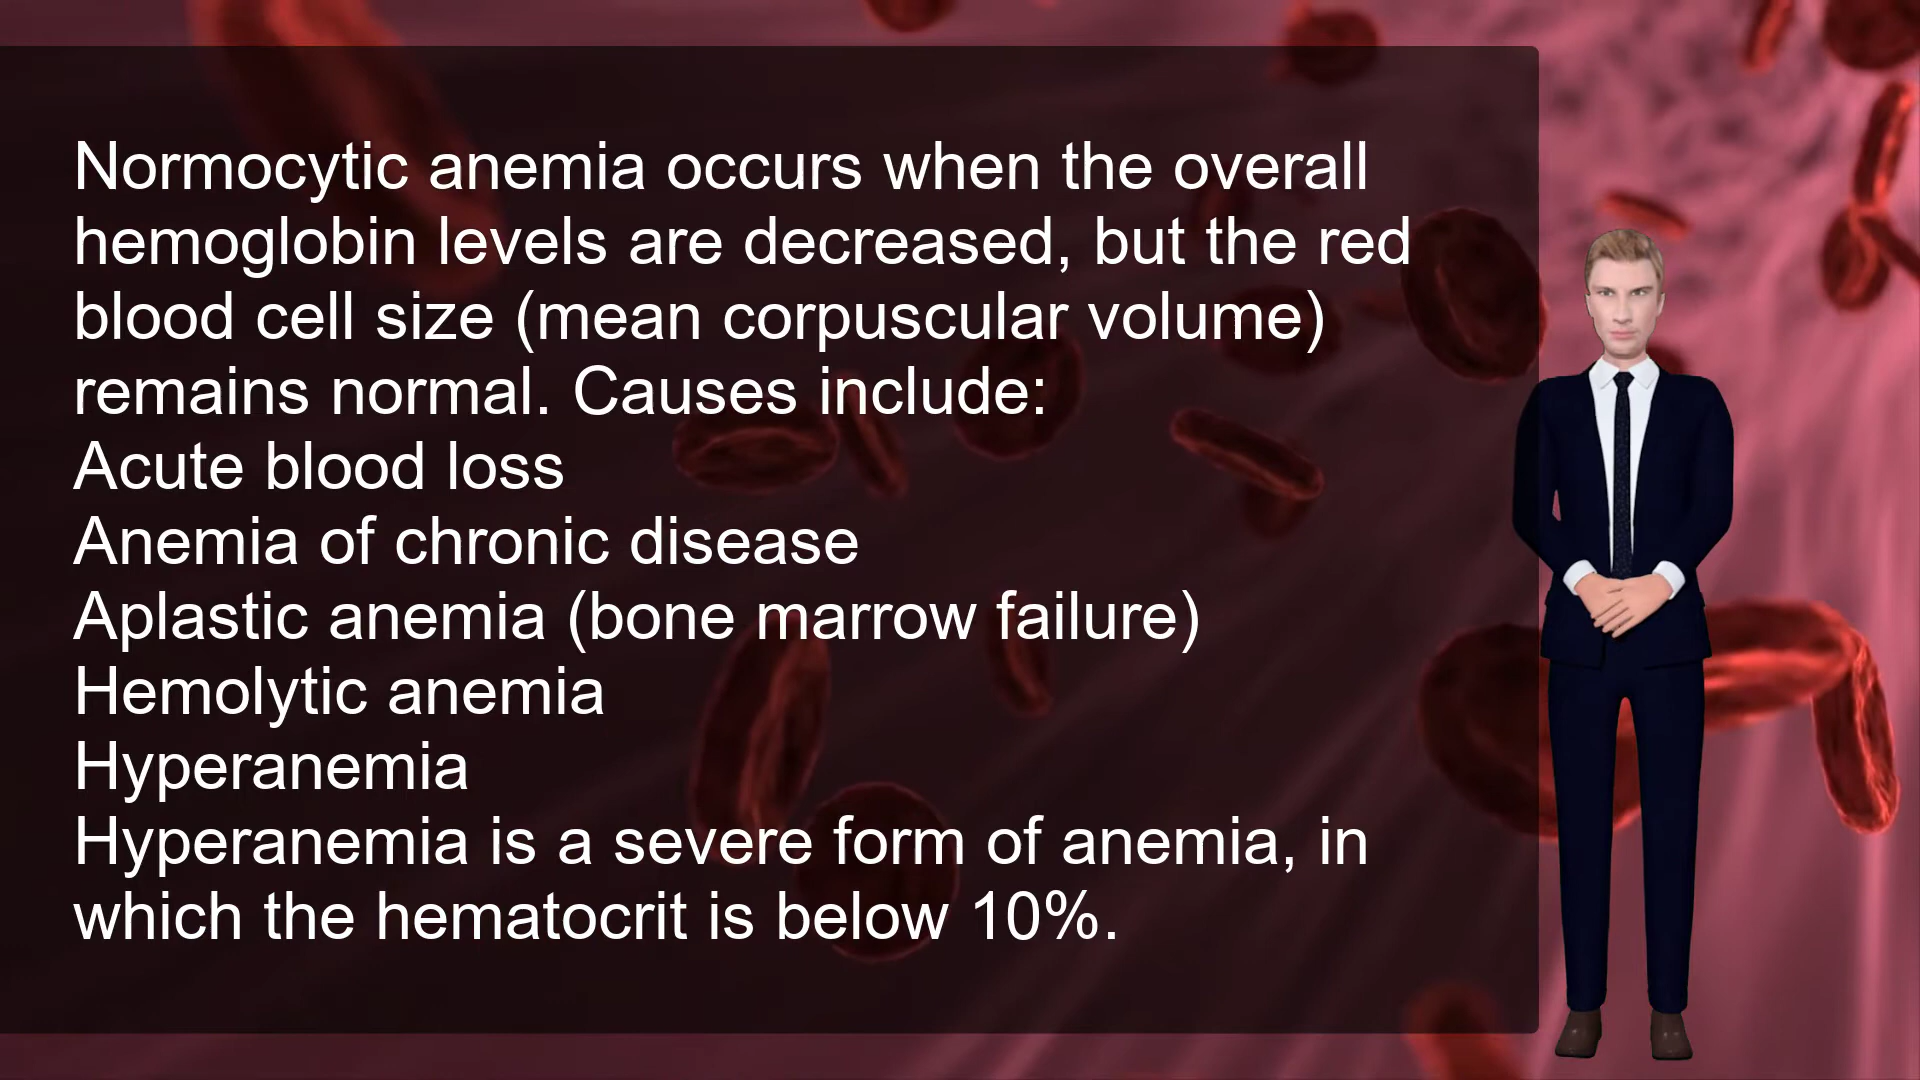 Normocytic anemia occurs when the overall
hemoglobin levels are decreased, but the red
blood cell size (mean corpuscular volume)
remains normal. Causes include:
Acute blood loss
Anemia of chronic disease
Aplastic anemia (bone marrow failure)
Hemolytic anemia
Hyperanemia
Hyperanemia is a severe form of anemia, in
which the hematocrit is below 10%.